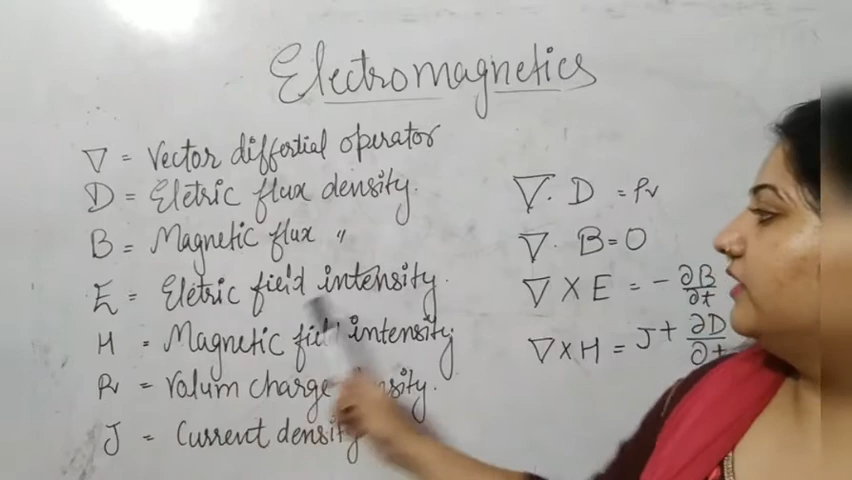 Electromagnetics
∇ = Vector differtial operator
D = Eletric flux density.
B = Magnetic flux "
E = Eletric field intensity.
H = Magnetic field intensity
ρv = Volum charge density.
J = Current density
∇. D = ρv
∇. B = 0
∇ X E = - ∂B/∂t
∇ X H = J + ∂D/∂t